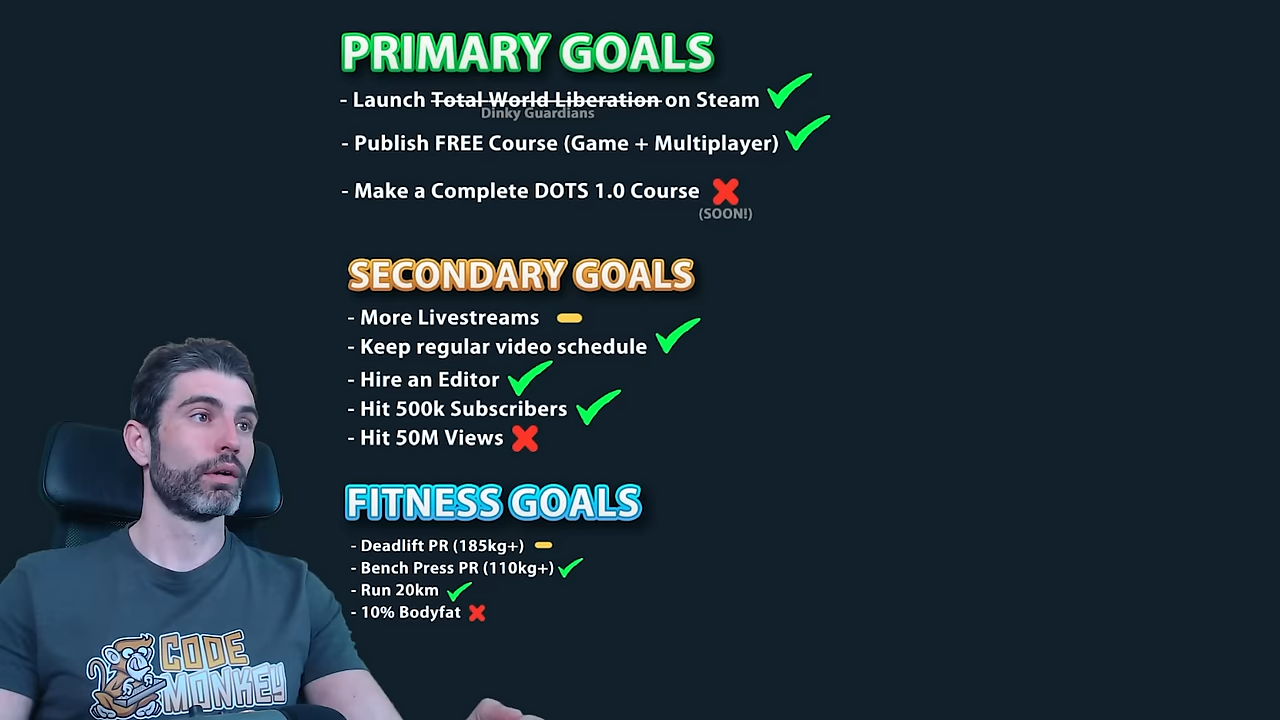 PRIMARY GOALS
- Launch Total World Liberation on Steam
Dinky Guardians
- Publish FREE Course (Game + Multiplayer)
- Make a Complete DOTS 1.0 Course
(SOON!)
SECONDARY GOALS
- More Livestreams
- Keep regular video schedule
- Hire an Editor
- Hit 500k Subscribers
- Hit 50M Views
FITNESS GOALS
- Deadlift PR (185kg+)
- Bench Press PR (110kg+)
- Run 20km
- 10% Bodyfat
CODE
MONKEY